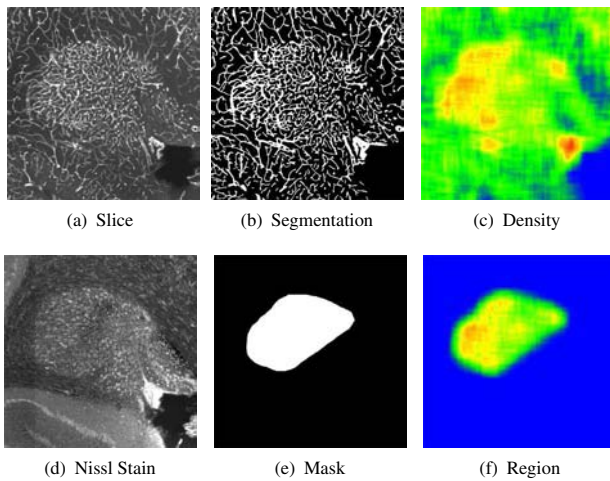 (a) Slice
(b) Segmentation
(c) Density
(d) Nissl Stain
(e) Mask
(f) Region